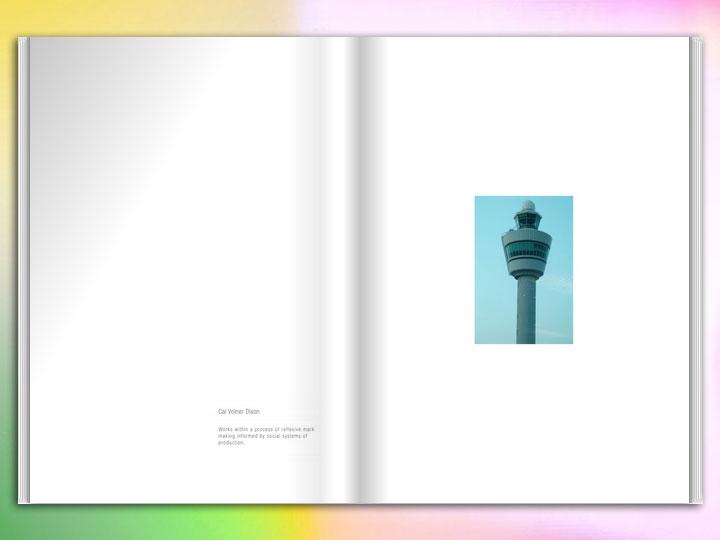 Cal Volner Dixon
Works within a process of reflexive mark
making informed by social systems of
production.